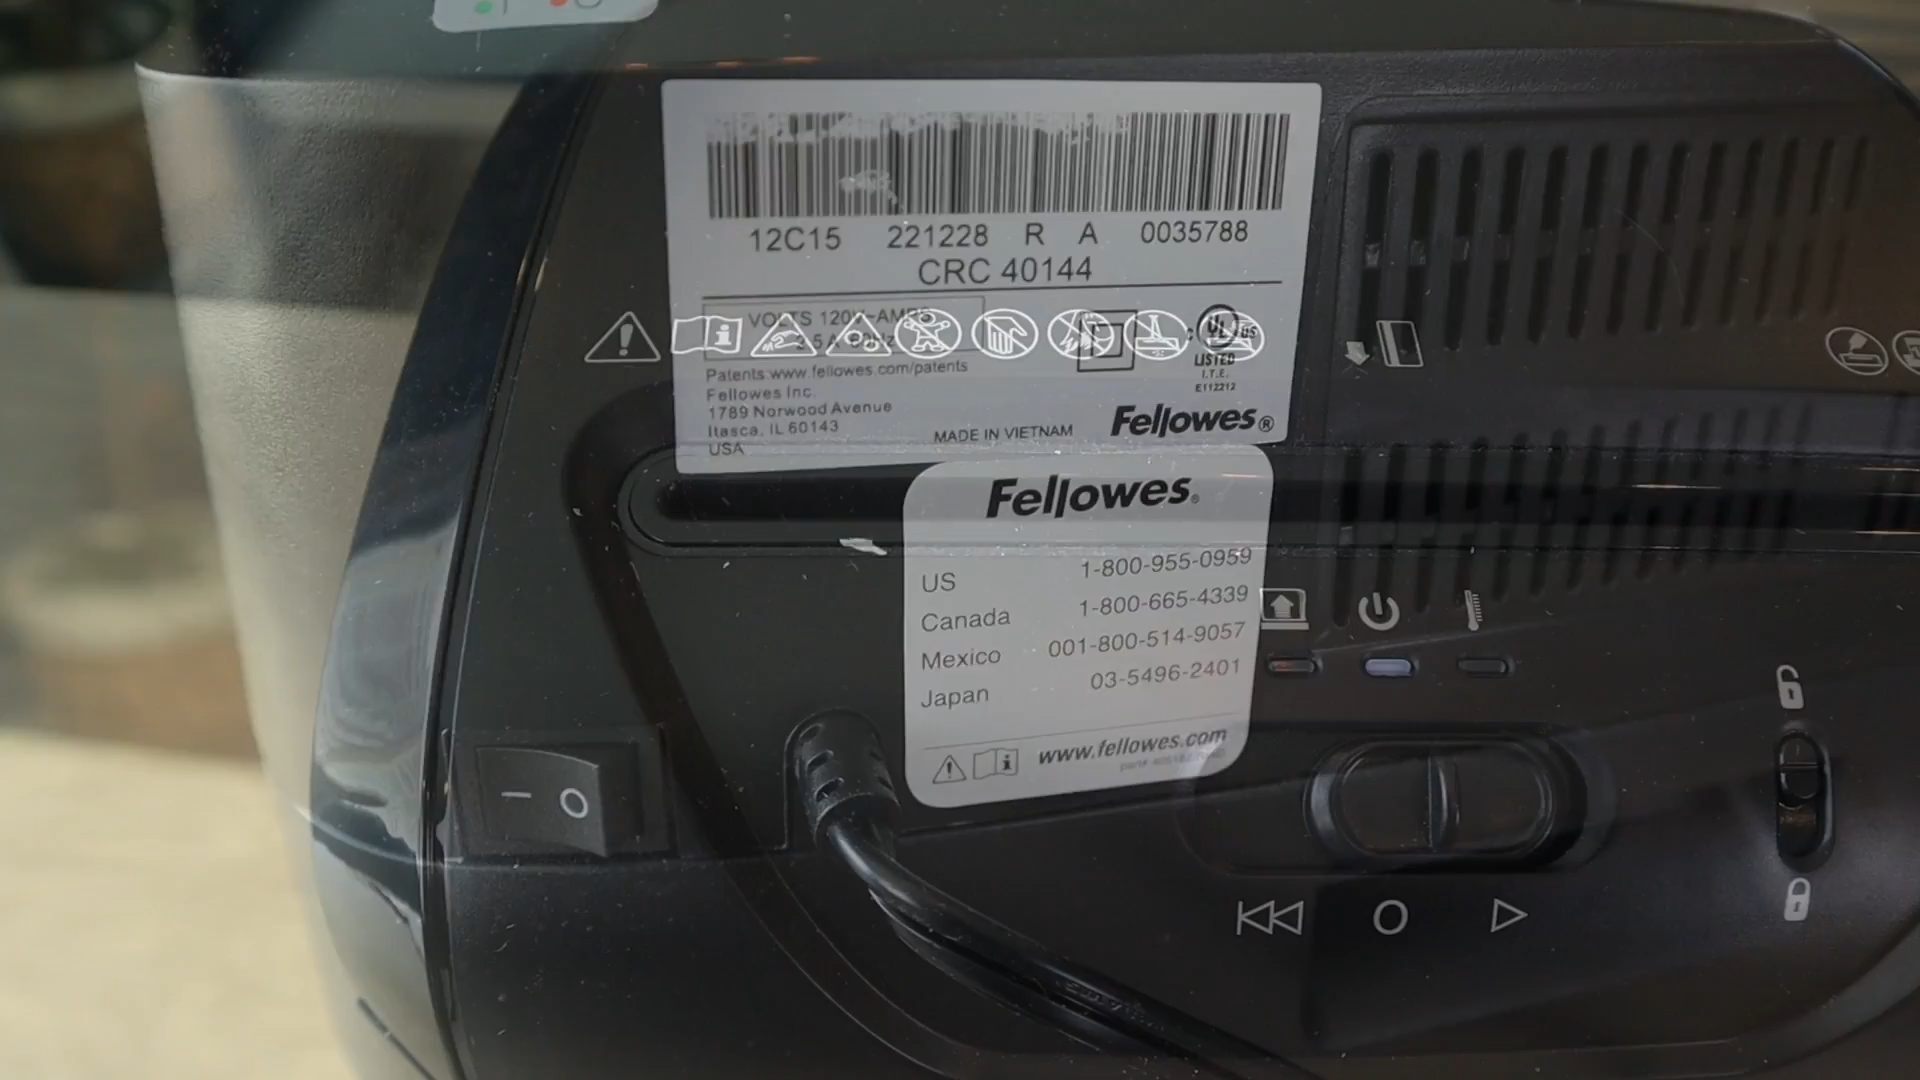 12C15 221228 R A 0035788
CRC 40144
VOLTS 120V~AMPS
Patents:www.fellowes.com/patents
Fellowes Inc.
1789 Norwood Avenue
Itasca, IL 60143
USA
MADE IN VIETNAM
C UL US
LISTED
I.T.E.
E112212
Fellowes®
Fellowes®
US 1-800-955-0959
Canada 1-800-665-4339
Mexico 001-800-514-9057
Japan 03-5496-2401
www.fellowes.com